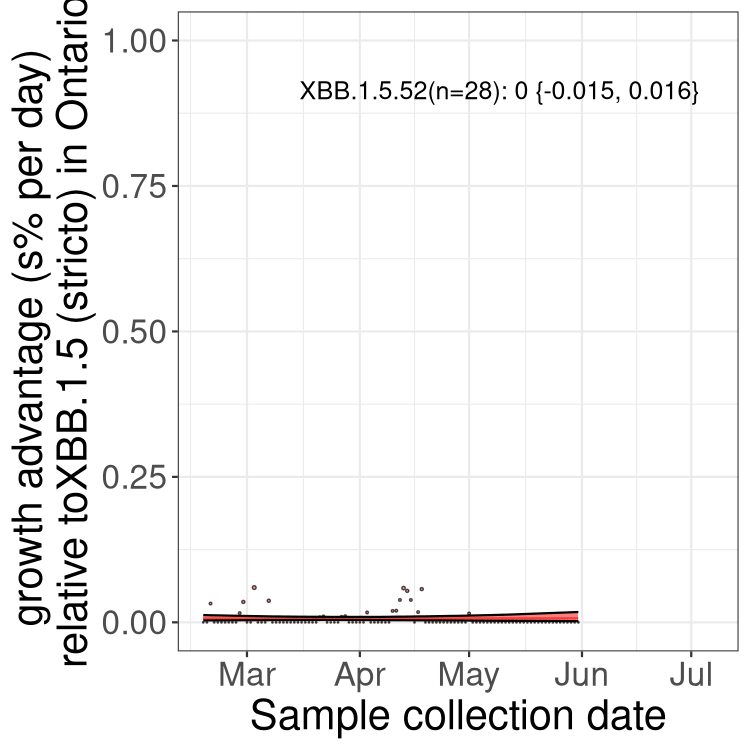 growth advantage (s% per day)
relative toXBB.1.5 (stricto) in Ontario
1.00
0.75
0.50
0.25
0.00
XBB.1.5.52(n=28): 0 {-0.015, 0.016}
Mar Apr May Jun Jul
Sample collection date